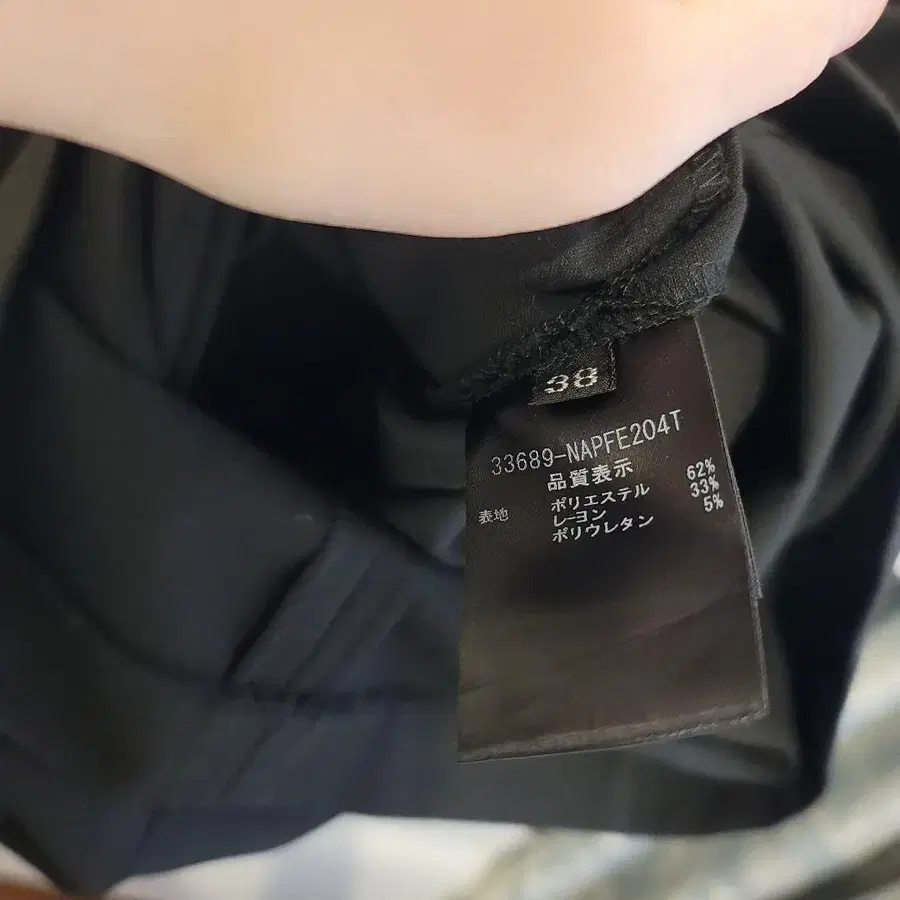 38
33689-NAPFE204T
品質表示
表地 ポリエステル 62%
レーヨン 33%
ポリウレタン 5%